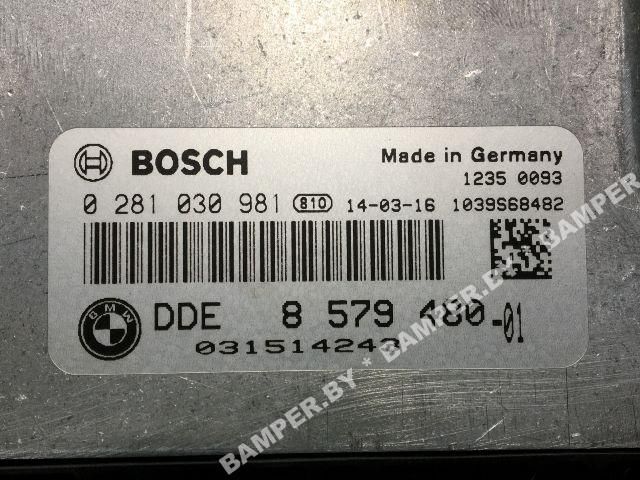 BOSCH
Made in Germany
1235 0093
0 281 030 981 810 14-03-16 1039S68482
BMW
DDE 8 579 480-01
031514243
BAMPER.BY * BAMPER.BY * BAMPER